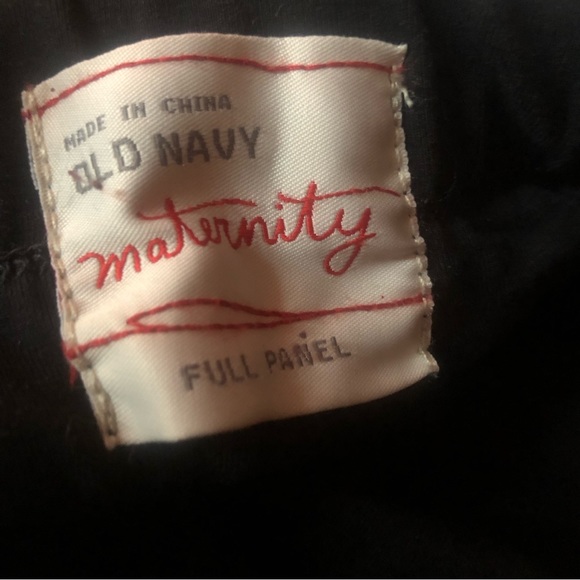 MADE IN CHINA
OLD NAVY
maternity
FULL PANEL